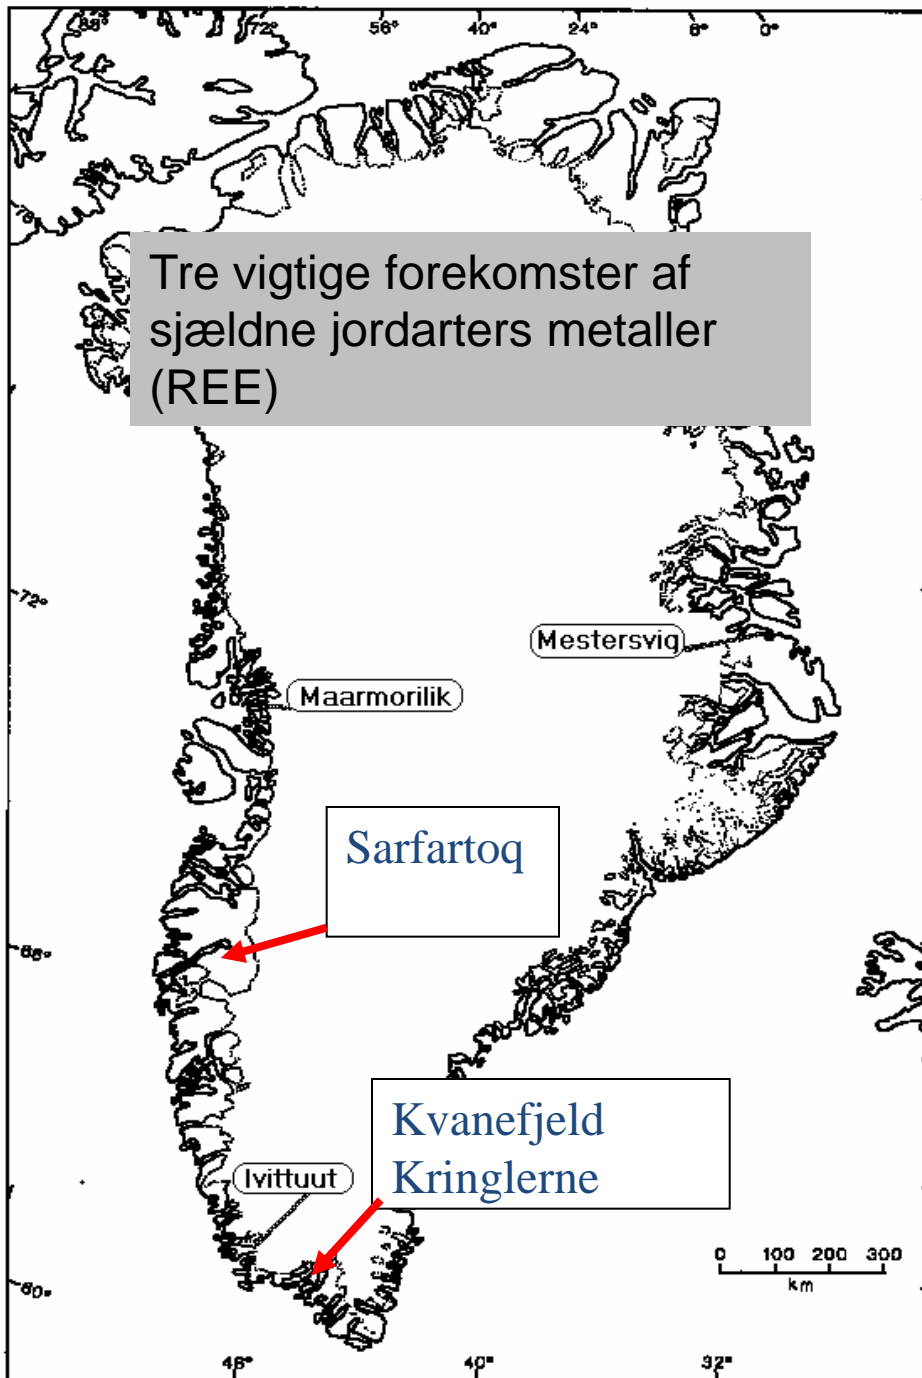 72° 56° 40° 24° 8° 0°
Tre vigtige forekomster af
sjældne jordarters metaller
(REE)
72°
Mestersvig
Maarmorilik
Sarfartoq
68°
Kvanefjeld
Kringlerne
Ivittuut
0 100 200 300
km
60°
48° 40° 32°